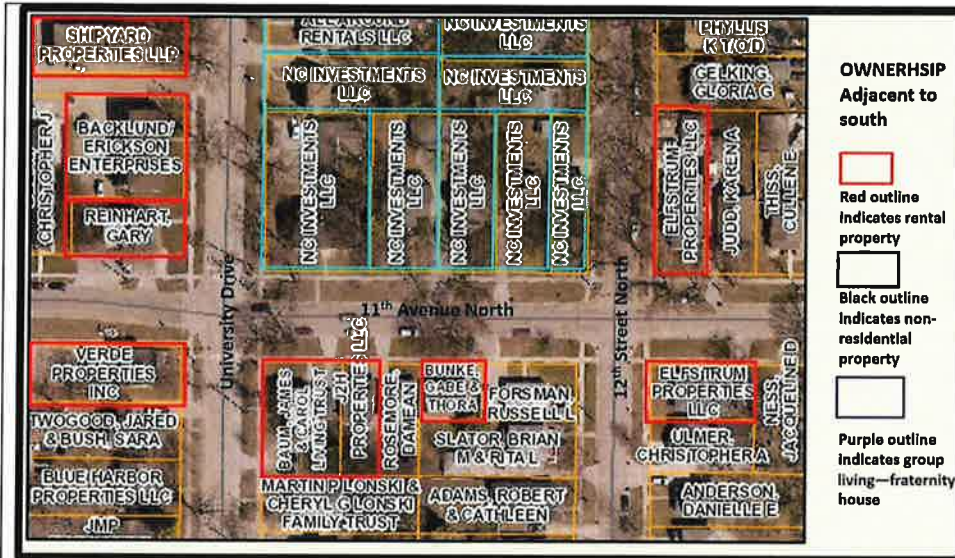 SHIPYARD
PROPERTIES LLP
CHRISTOPHER J
BACKLUND/
ERICKSON
ENTERPRISES
REINHART,
GARY
ALL AROUND
RENTALS LLC
NC INVESTMENTS
LLC
NC INVESTMENTS
LLC
NC INVESTMENTS
LLC
NC INVESTMENTS
LLC
NC INVESTMENTS
LLC
NC INVESTMENTS
LLC
NC INVESTMENTS
LLC
NC INVESTMENTS
LLC
PHYLLIS
K T/O/D
GELKING,
GLORIA G
ELFSTRUM
PROPERTIES LLC
JUDD, KAREN A
THISS,
CULLEN E.
University Drive
11th Avenue North
12th Street North
VERDE
PROPERTIES
INC
TWOGOOD, JARED
& BUSH, SARA
BLUE HARBOR
PROPERTIES LLC
JMP
BAUM, JAMES
& CAROL
LIVING TRUST
JZH
PROPERTIES LLC
ROSEMORE,
DAMEAN
BUNKE,
GABE &
THORA
FORSMAN,
RUSSELL L
SLATOR, BRIAN
M & RITA L
MARTIN P LONSKI &
CHERYL G LONSKI
FAMILY TRUST
ADAMS, ROBERT
& CATHLEEN
ELFSTRUM
PROPERTIES
LLC
NESS,
JACQUELINE D
ULMER,
CHRISTOPHER A
ANDERSON,
DANIELLE E
OWNERHSIP
Adjacent to
south
Red outline
indicates rental
property
Black outline
indicates non-
residential
property
Purple outline
indicates group
living—fraternity
house